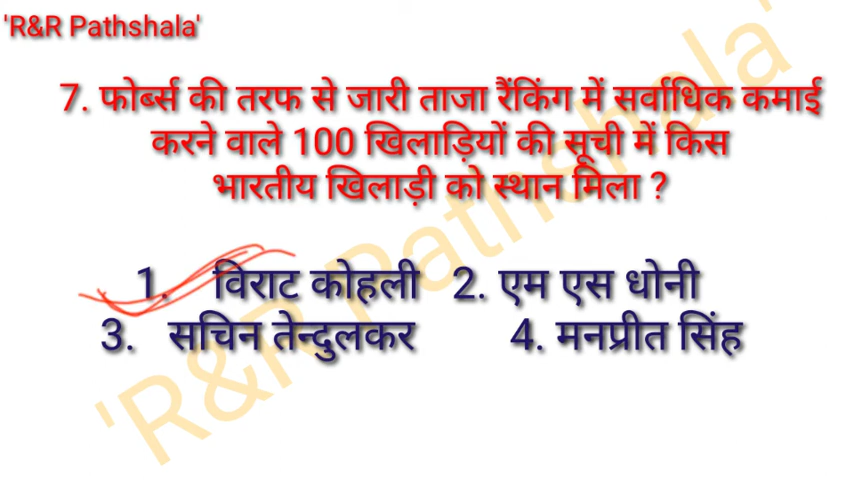 'R&R Pathshala'
7. फोर्ब्स की तरफ से जारी ताजा रैंकिंग में सर्वाधिक कमाई
करने वाले 100 खिलाड़ियों की सूची में किस
भारतीय खिलाड़ी को स्थान मिला ?
1. विराट कोहली 2. एम एस धोनी
3. सचिन तेन्दुलकर 4. मनप्रीत सिंह
'R&R Pathshala'